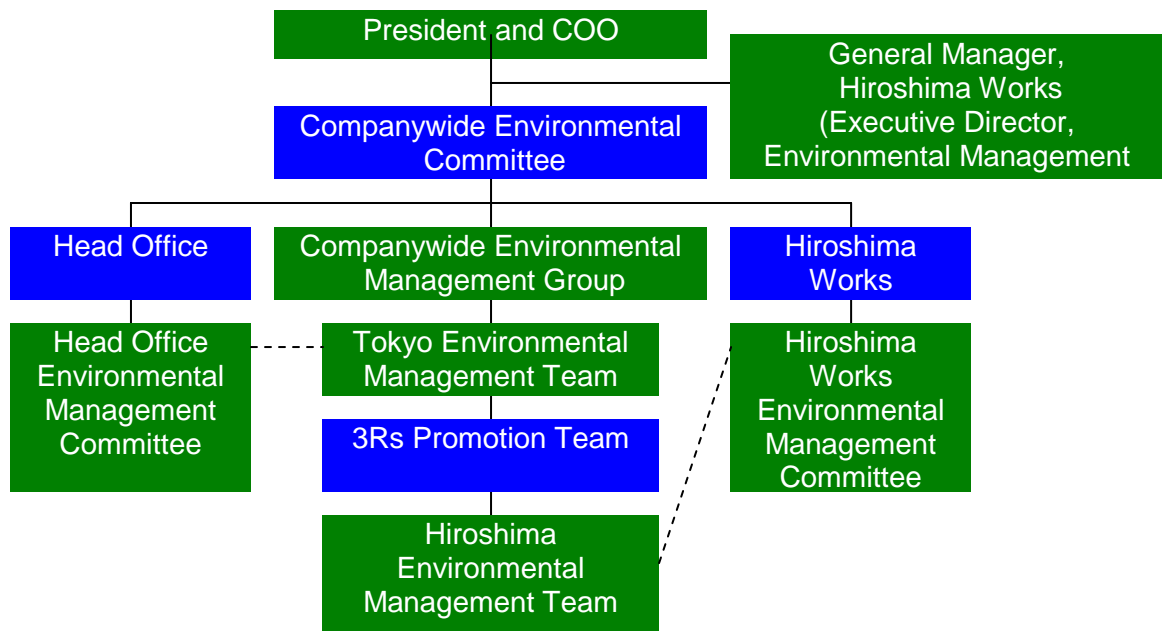 President and COO
General Manager,
Hiroshima Works
(Executive Director,
Environmental Management
Companywide Environmental
Committee
Head Office
Companywide Environmental
Management Group
Hiroshima
Works
Head Office
Environmental
Management
Committee
Tokyo Environmental
Management Team
Hiroshima
Works
Environmental
Management
Committee
3Rs Promotion Team
Hiroshima
Environmental
Management Team